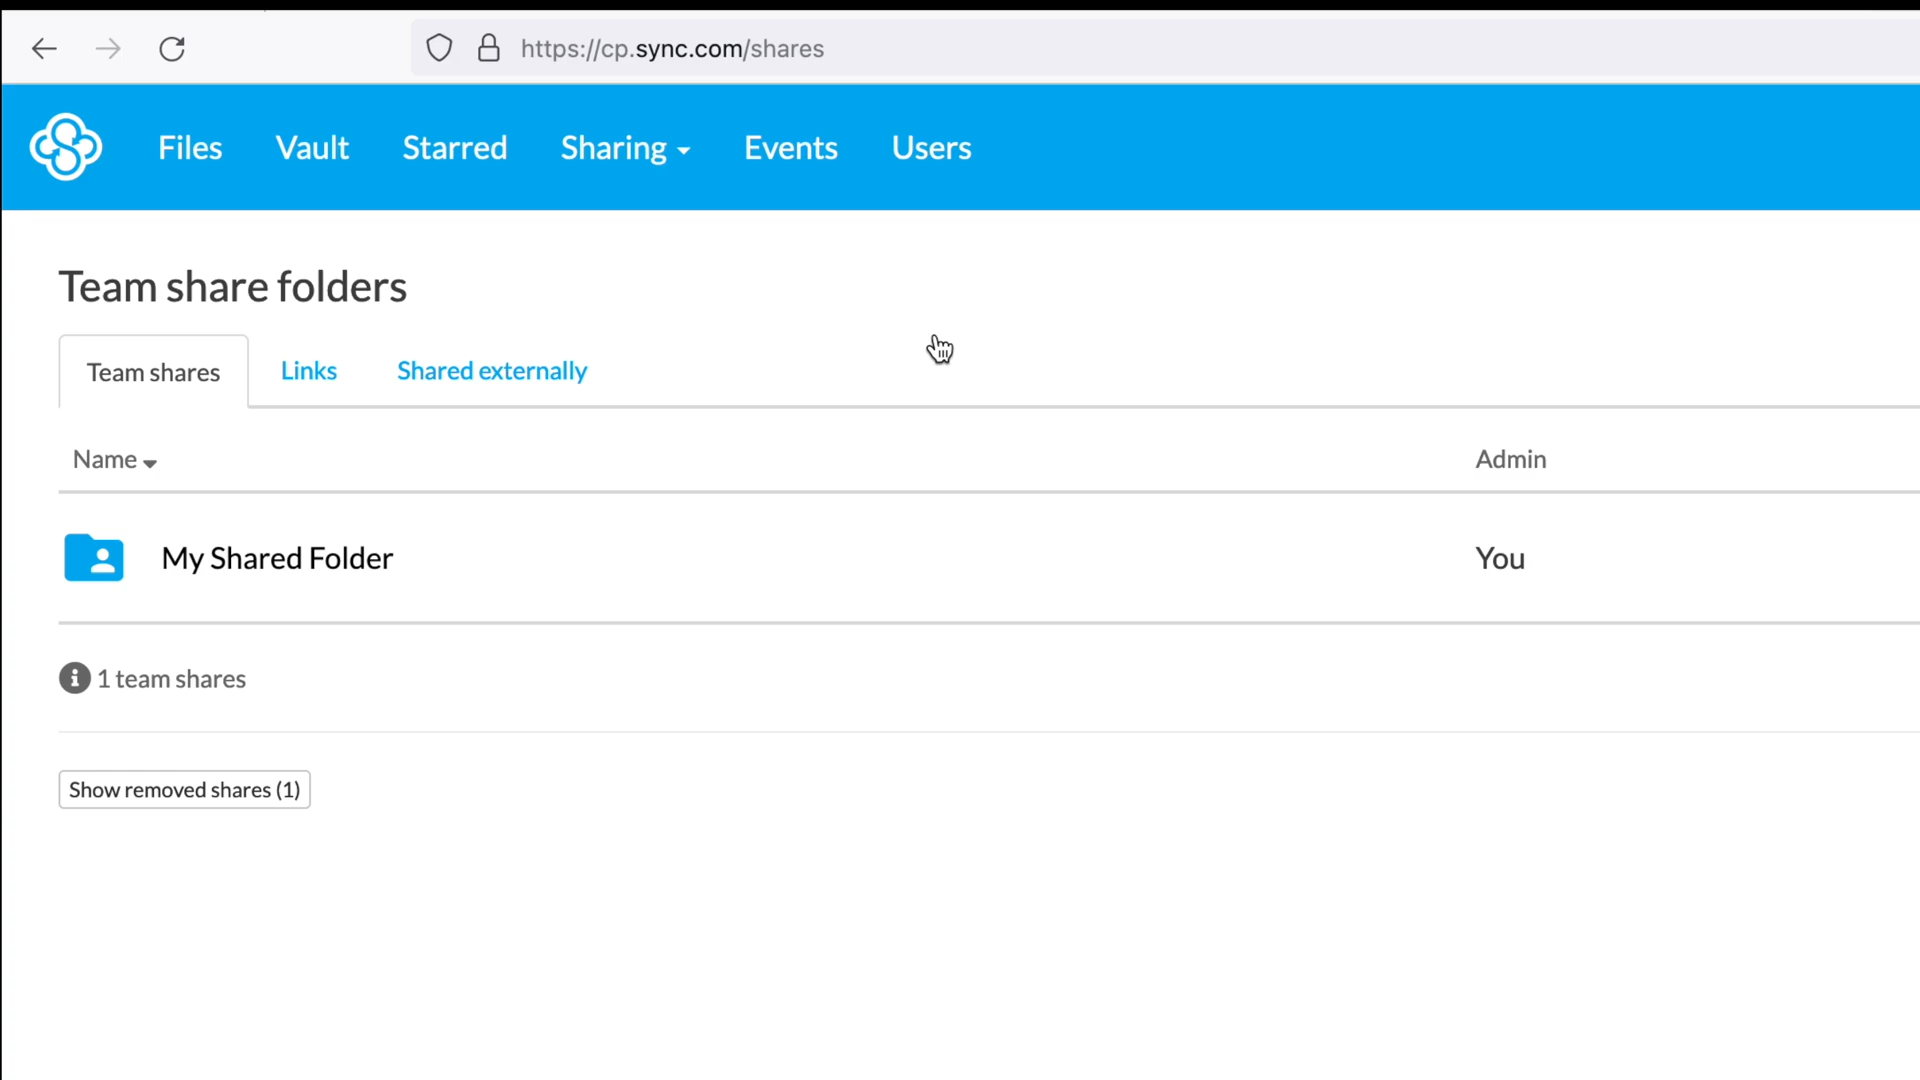 https://cp.sync.com/shares
Files Vault Starred Sharing Events Users
Team share folders
Team shares Links Shared externally
Name Admin
My Shared Folder You
1 team shares
Show removed shares (1)